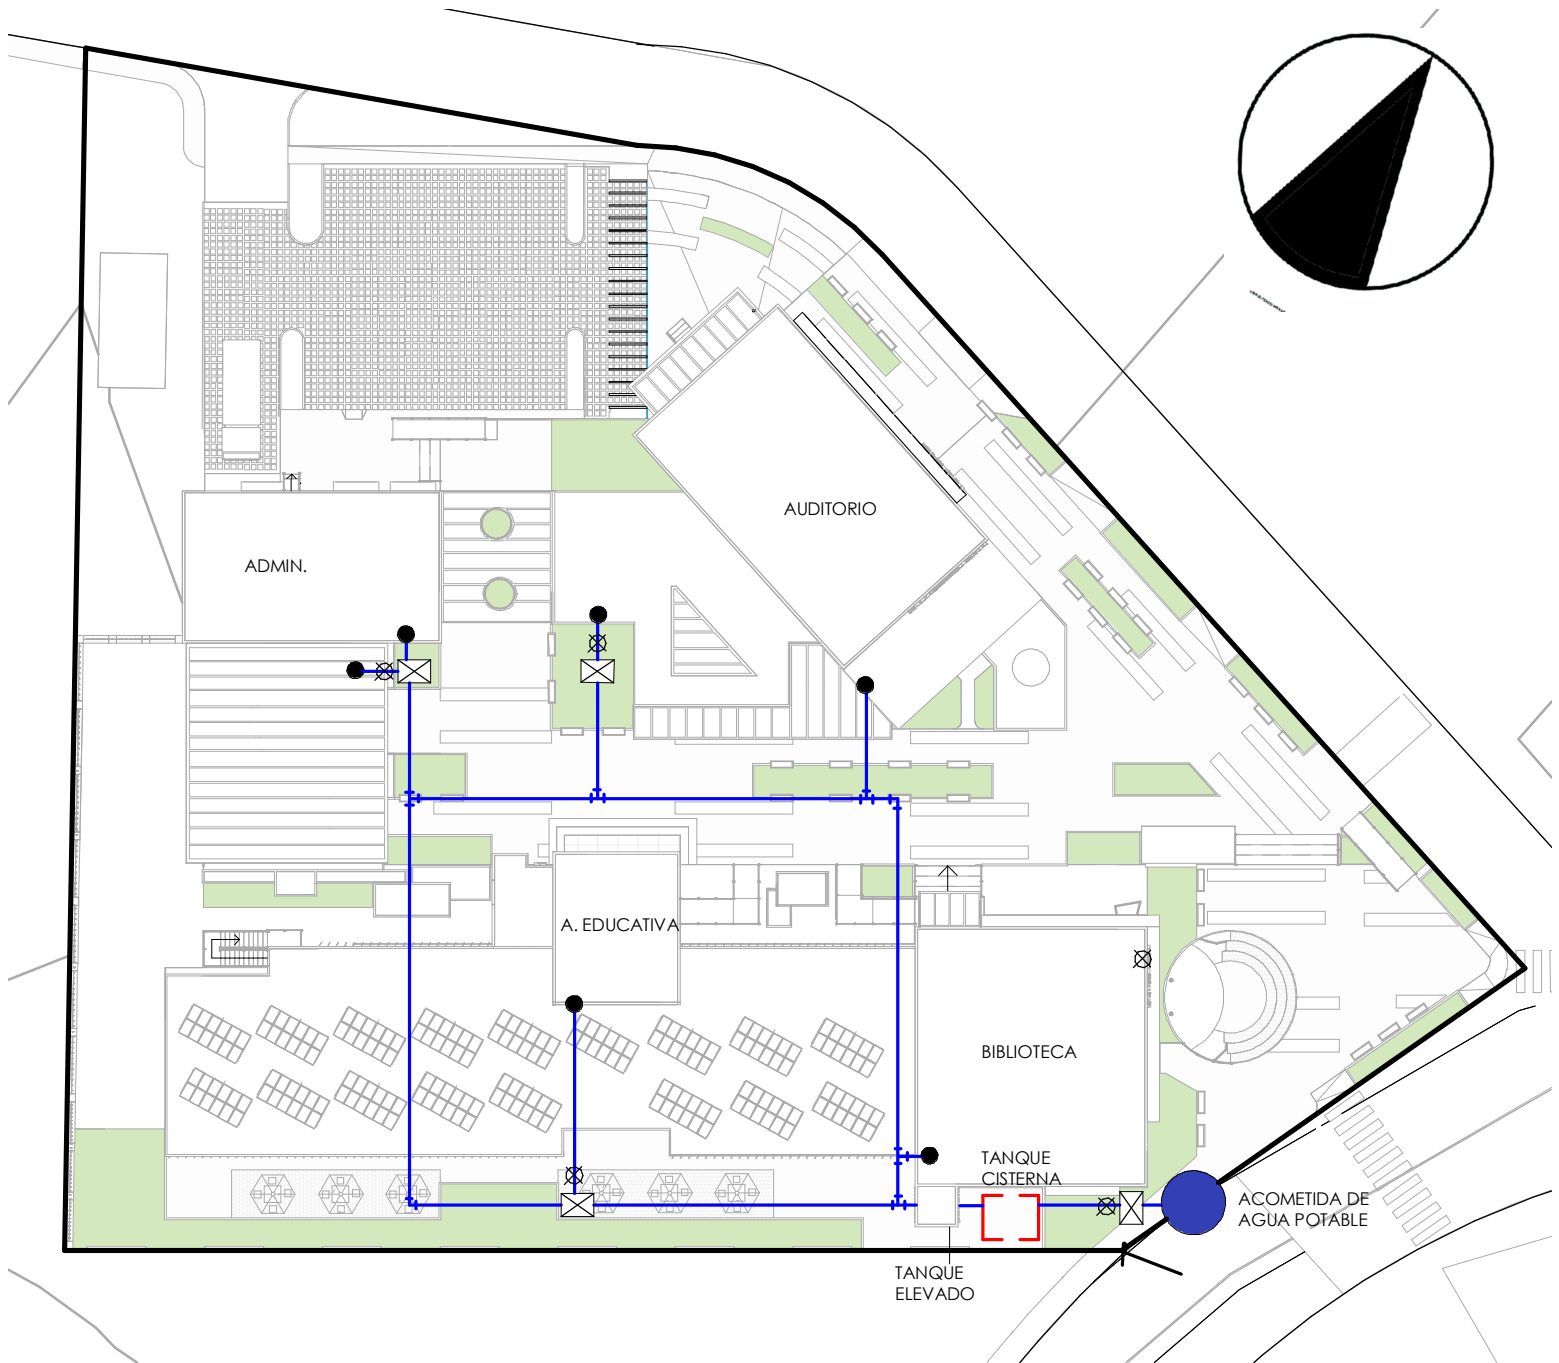 AUDITORIO
ADMIN.
A. EDUCATIVA
BIBLIOTECA
TANQUE
CISTERNA
ACOMETIDA DE
AGUA POTABLE
TANQUE
ELEVADO